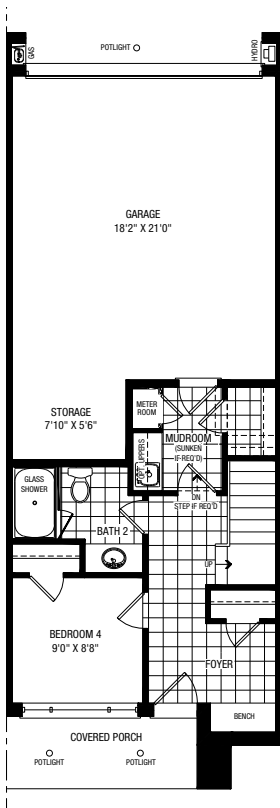 POTLIGHT
GAS
HYDRO
GARAGE
18'2" X 21'0"
METER
ROOM
STORAGE
7'10" X 5'6"
OPT. UPPERS
MUDROOM
(SUNKEN
IF REQ'D)
GLASS
SHOWER
DN
STEP IF REQ'D
BATH 2
UP
BEDROOM 4
9'0" X 8'8"
FOYER
BENCH
COVERED PORCH
POTLIGHT
POTLIGHT